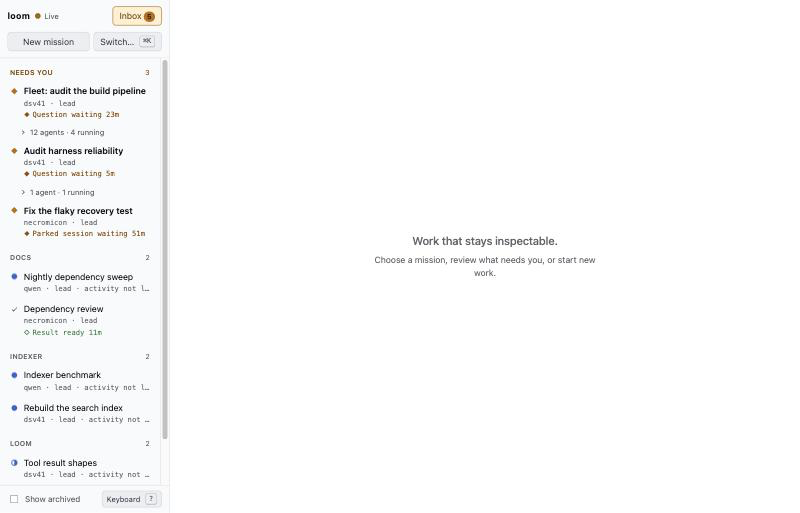 loom Live Inbox 5
New mission Switch... ⌘K
NEEDS YOU 3
Fleet: audit the build pipeline
dsv41 · lead
Question waiting 23m
12 agents · 4 running
Audit harness reliability
dsv41 · lead
Question waiting 5m
1 agent · 1 running
Fix the flaky recovery test
necromicon · lead
Parked session waiting 51m
DOCS 2
Nightly dependency sweep
qwen · lead · activity not l…
Dependency review
necromicon · lead
Result ready 11m
INDEXER 2
Indexer benchmark
qwen · lead · activity not l…
Rebuild the search index
dsv41 · lead · activity not …
LOOM 2
Tool result shapes
dsv41 · lead · activity not …
Show archived Keyboard ?
Work that stays inspectable.
Choose a mission, review what needs you, or start new
work.